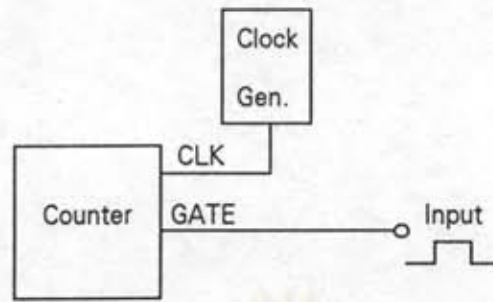 Clock
Gen.
CLK
Counter
GATE
Input